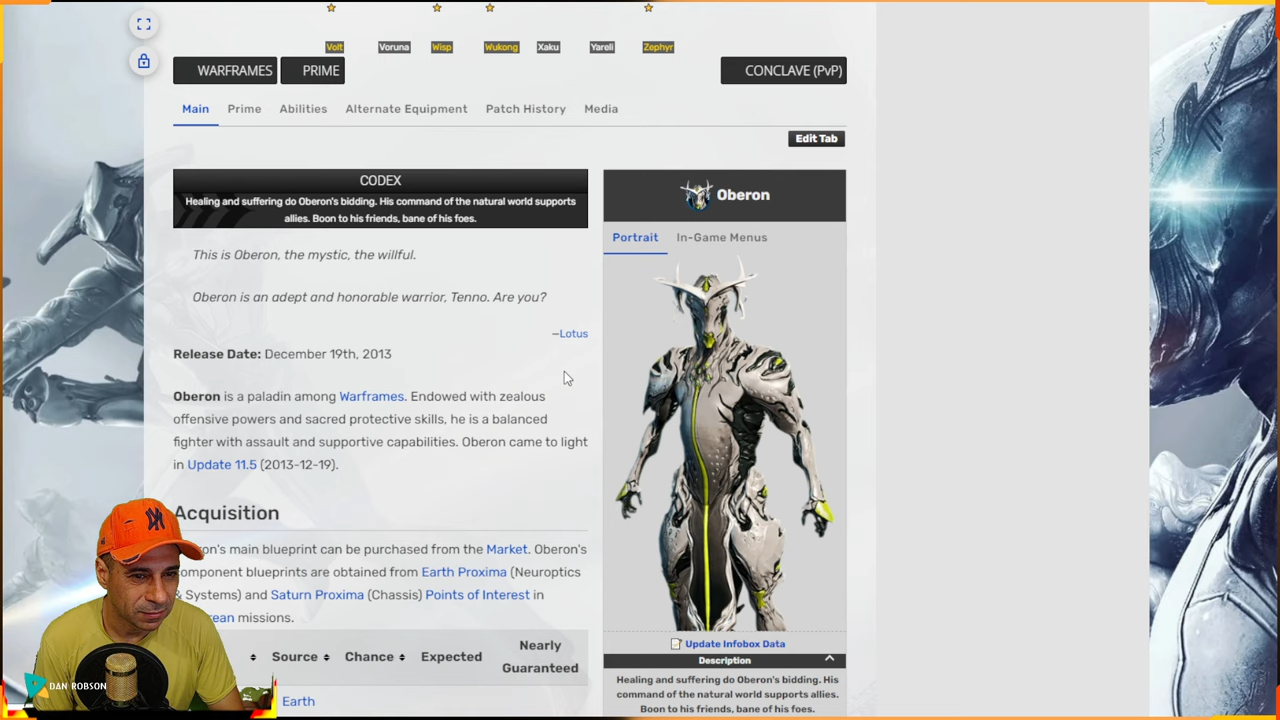 Volt Voruna Wisp Wukong Xaku Yareli Zephyr
WARFRAMES PRIME CONCLAVE (PvP)
Main Prime Abilities Alternate Equipment Patch History Media
Edit Tab
CODEX
Healing and suffering do Oberon's bidding. His command of the natural world supports
allies. Boon to his friends, bane of his foes.
This is Oberon, the mystic, the willful.
Oberon is an adept and honorable warrior, Tenno. Are you?
—Lotus
Release Date: December 19th, 2013
Oberon is a paladin among Warframes. Endowed with zealous
offensive powers and sacred protective skills, he is a balanced
fighter with assault and supportive capabilities. Oberon came to light
in Update 11.5 (2013-12-19).
Acquisition
main blueprint can be purchased from the Market. Oberon's
component blueprints are obtained from Earth Proxima (Neuroptics
& Systems) and Saturn Proxima (Chassis) Points of Interest in
missions.
Source Chance Expected Nearly
Guaranteed
Earth
Oberon
Portrait In-Game Menus
Update Infobox Data
Description
Healing and suffering do Oberon's bidding. His
command of the natural world supports allies.
Boon to his friends, bane of his foes.
DAN ROBSON